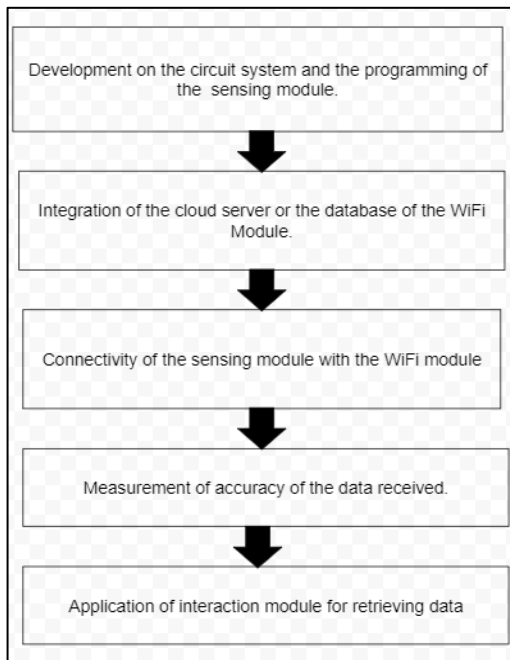 Development on the circuit system and the programming of
the sensing module.
Integration of the cloud server or the database of the WiFi
Module.
Connectivity of the sensing module with the WiFi module
Measurement of accuracy of the data received.
Application of interaction module for retrieving data